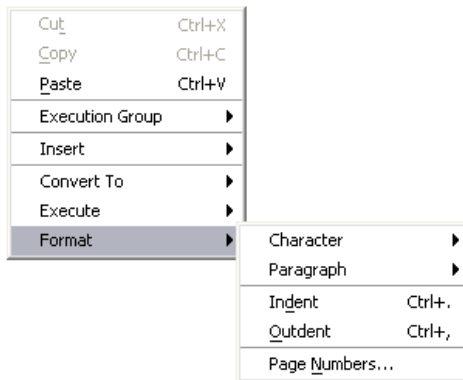 Cut Ctrl+X
Copy Ctrl+C
Paste Ctrl+V
Execution Group
Insert
Convert To
Execute
Format
Character
Paragraph
Indent Ctrl+.
Outdent Ctrl+,
Page Numbers...